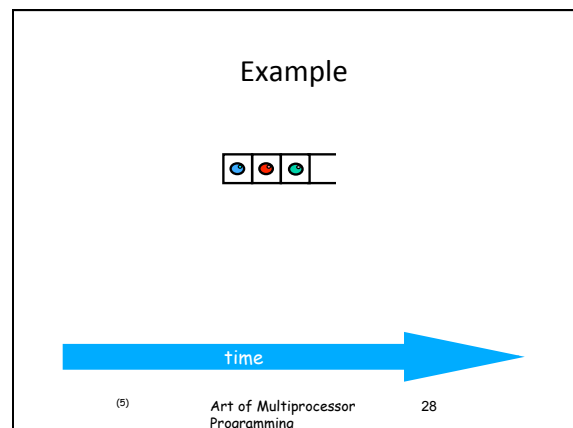 Example
time
(5)
Art of Multiprocessor
Programming
28